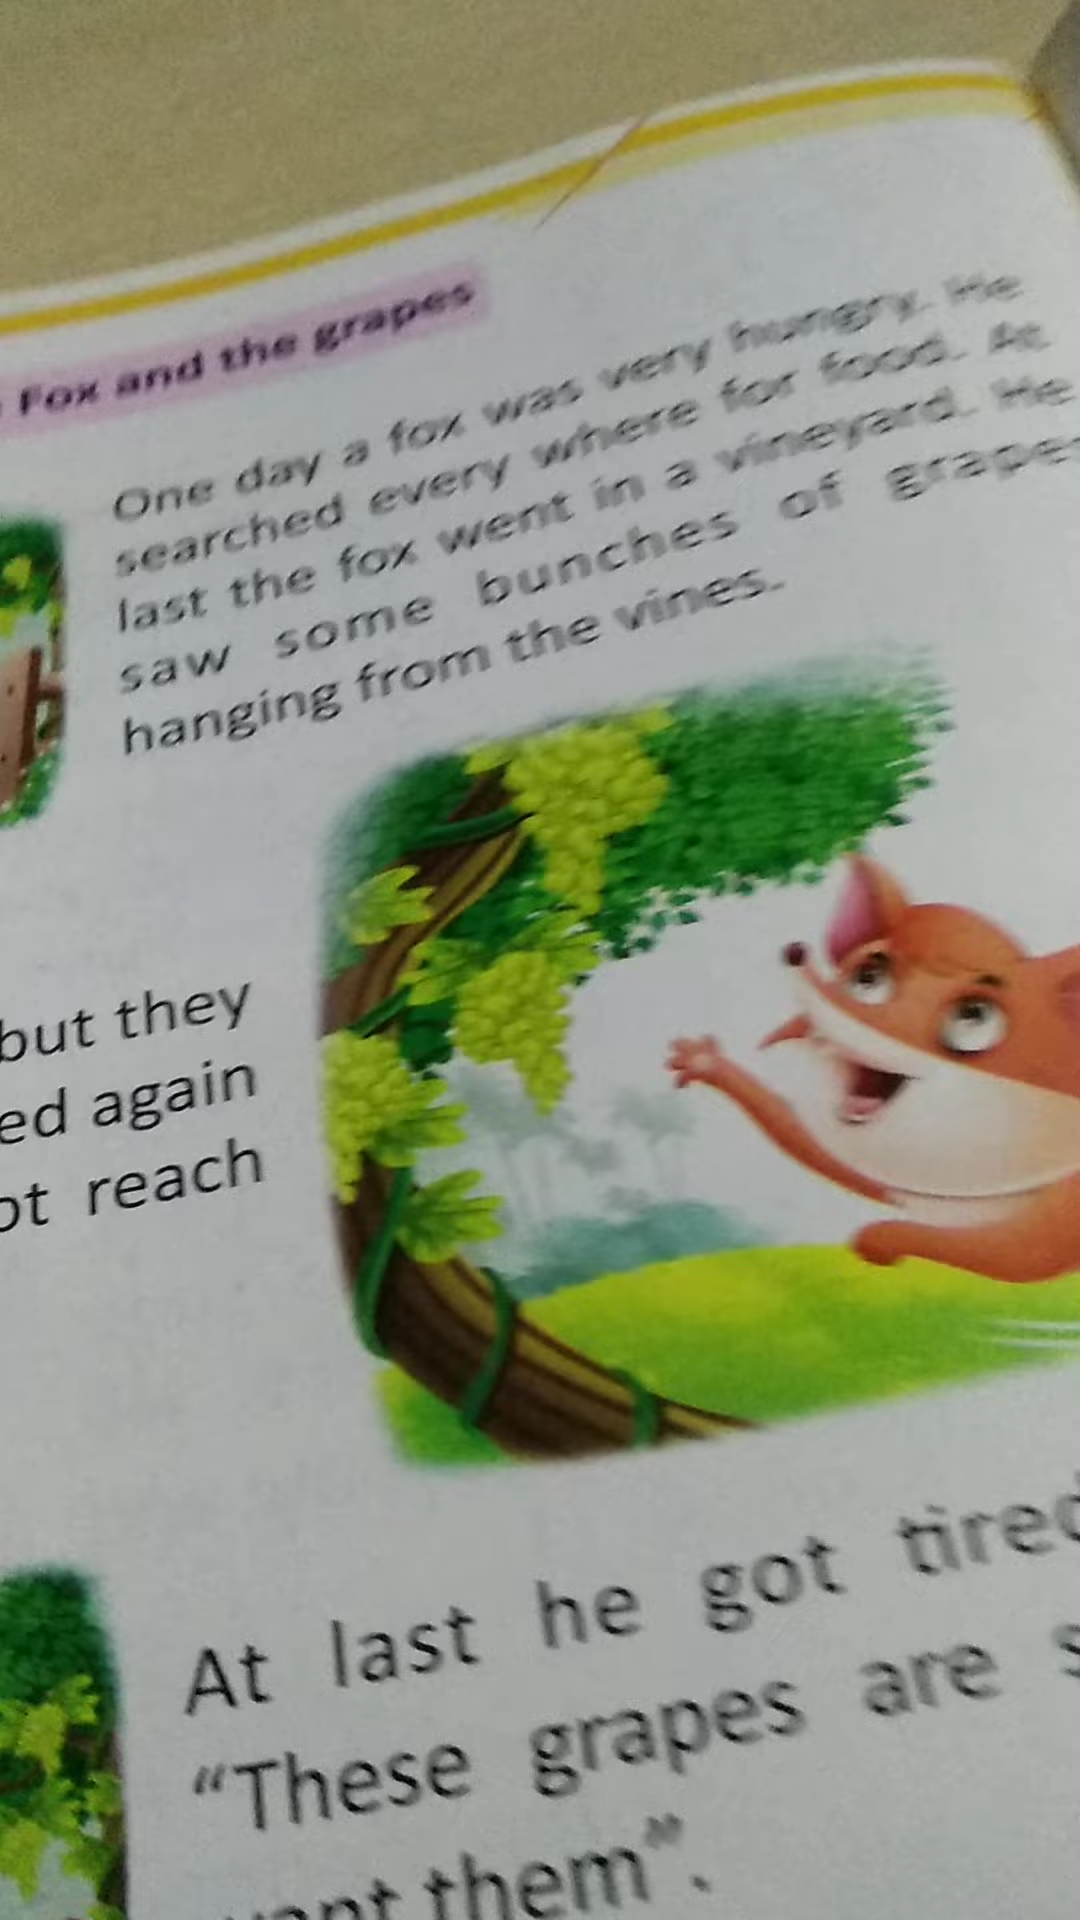 Fox and the grapes
One day a fox was very hungry. He
searched every where for food. At
last the fox went in a vineyard. He
saw some bunches of grapes
hanging from the vines.
but they
ed again
ot reach
At last he got tired
"These grapes are s
want them".